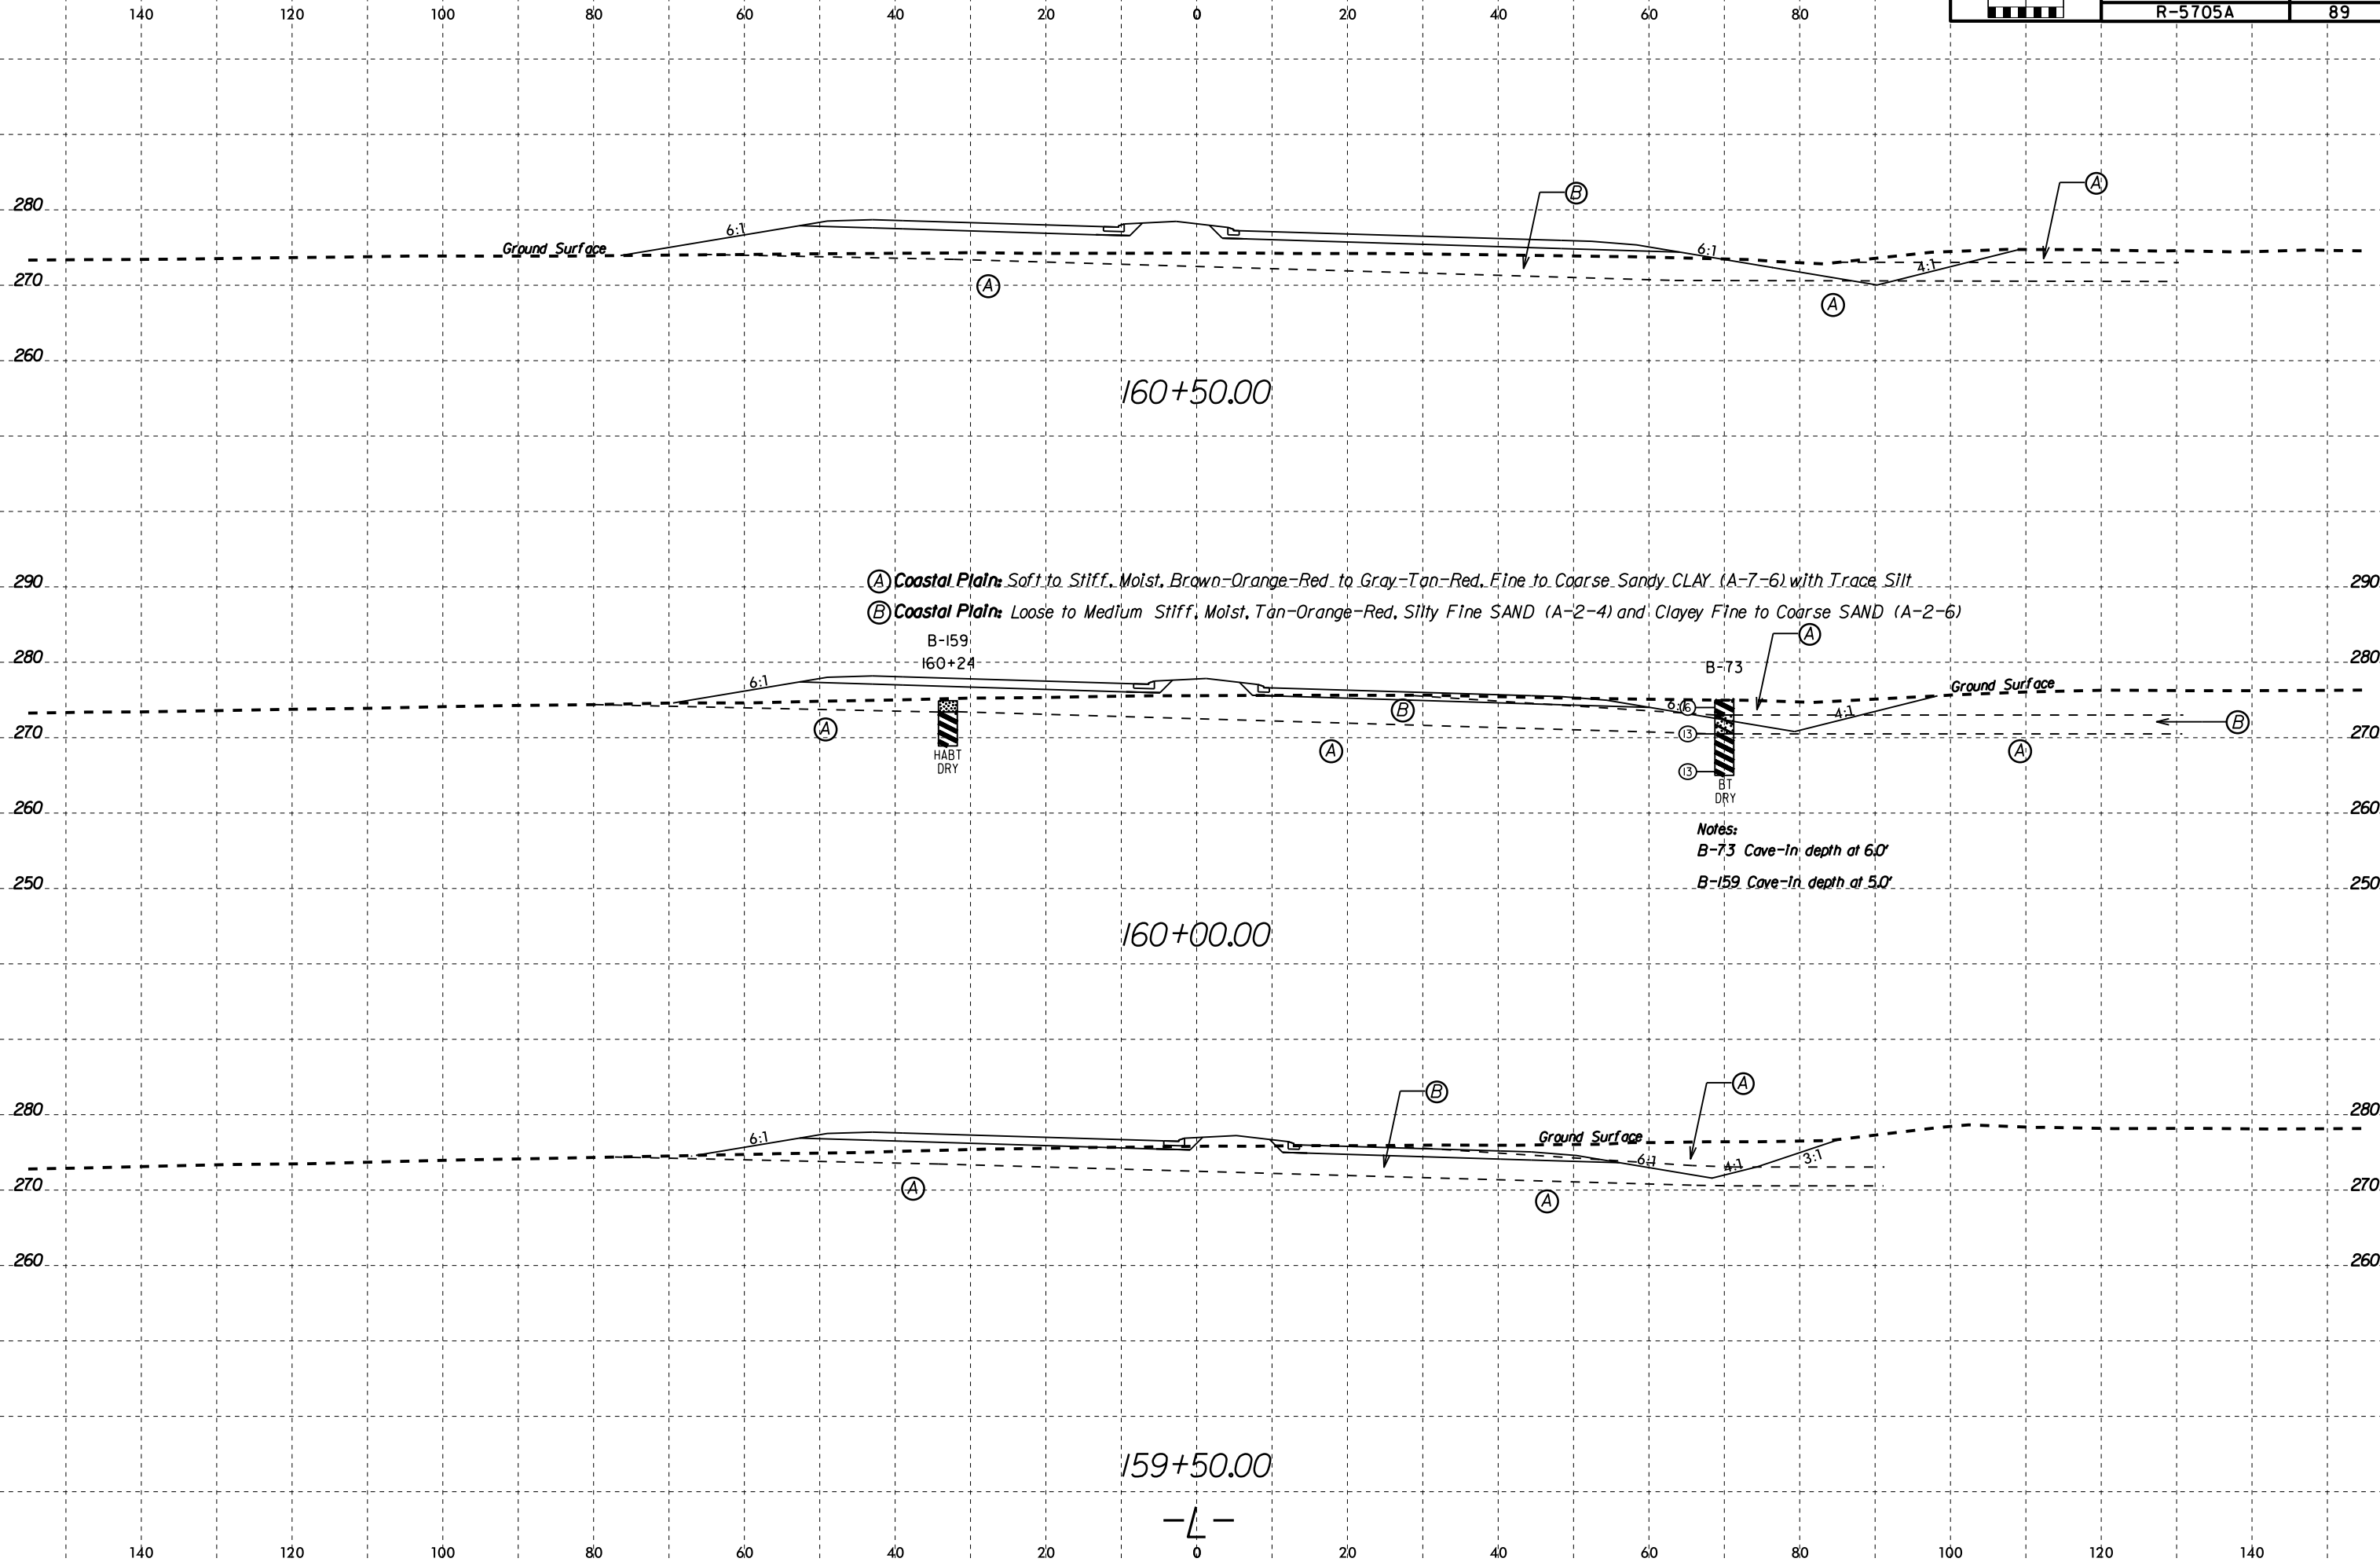 140 120 100 80 60 40 20 0 20 40 60 80 R-5705A 89
B A
280
6:1 6:1
Ground Surface
4:1
270 A
A
260
160+50.00
290 A Coastal Plain: Soft to Stiff, Moist, Brown-Orange-Red to Gray-Tan-Red, Fine to Coarse Sandy CLAY (A-7-6) with Trace Silt 290
B Coastal Plain: Loose to Medium Stiff, Moist, Tan-Orange-Red, Silty Fine SAND (A-2-4) and Clayey Fine to Coarse SAND (A-2-6)
B-159 A
280 160+24 B-73 280
6:1 Ground Surface
B 6:1 6 4:1
270 A 13 B 270
HABT A A
DRY 13
BT
260 DRY 260
Notes:
B-73 Cave-in depth at 6.0'
250 B-159 Cave-in depth at 5.0' 250
160+00.00
B A
280 280
6:1 Ground Surface
6:1 4:1 3:1
270 A A 270
260 260
159+50.00
-L-
140 120 100 80 60 40 20 0 20 40 60 80 100 120 140